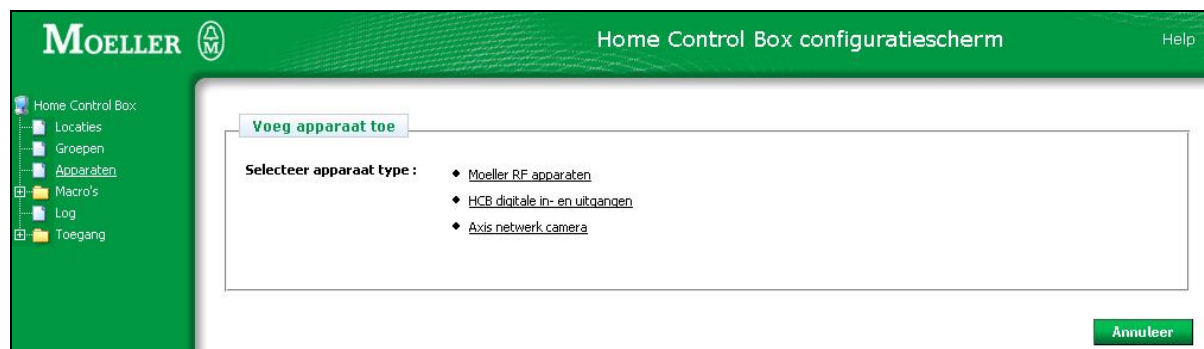 MOELLER
Home Control Box configuratiescherm
Help
Home Control Box
Locaties
Groepen
Apparaten
Macro's
Log
Toegang
Voeg apparaat toe
Selecteer apparaat type :
Moeller RF apparaten
HCB digitale in- en uitgangen
Axis netwerk camera
Annuleer